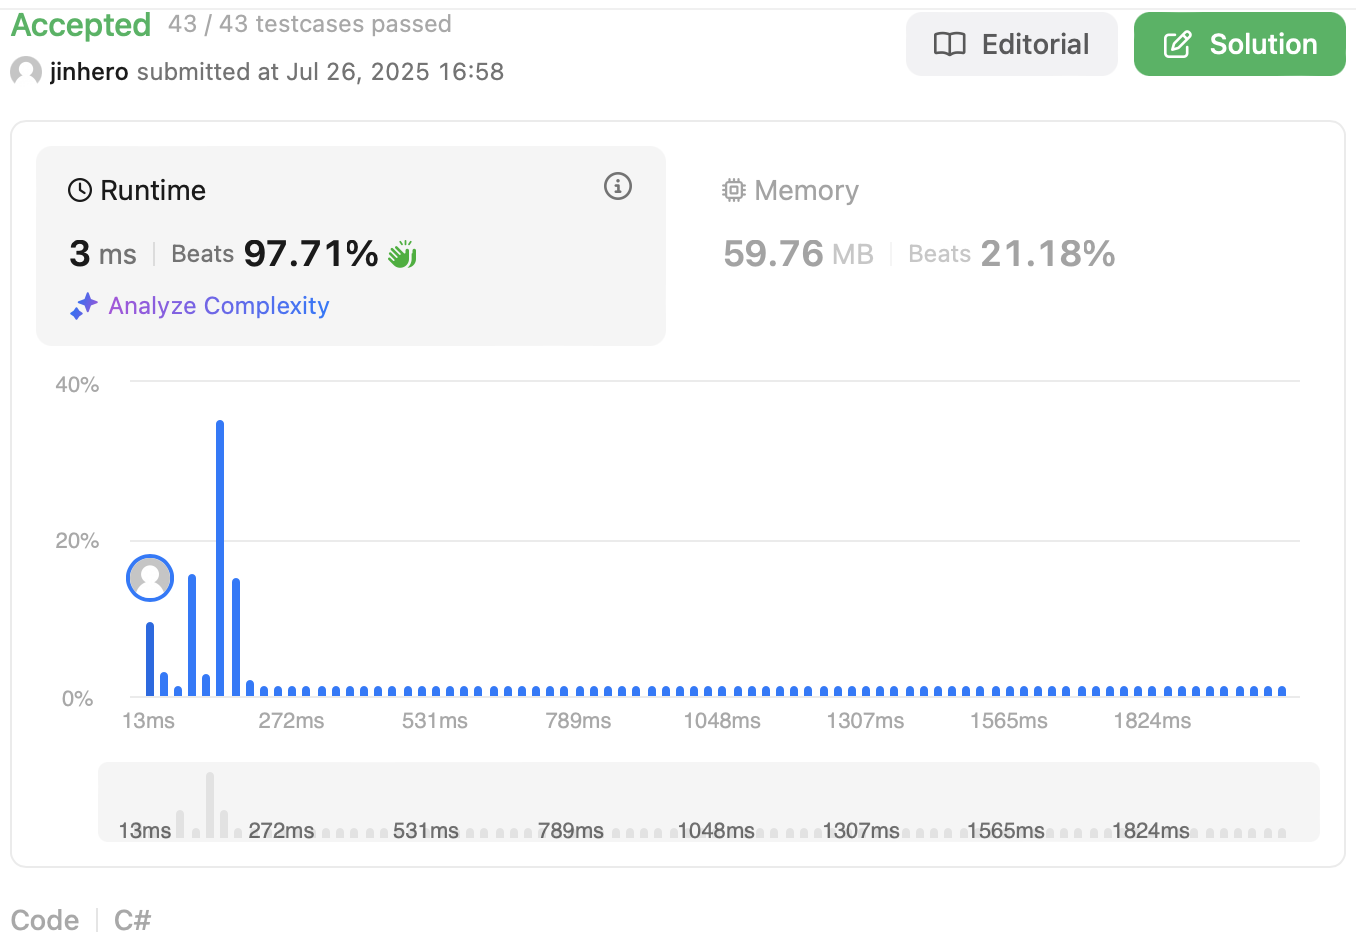 Accepted 43 / 43 testcases passed
Editorial
Solution
jinhero submitted at Jul 26, 2025 16:58
Runtime
3 ms Beats 97.71%
Analyze Complexity
Memory
59.76 MB Beats 21.18%
40%
20%
0%
13ms 272ms 531ms 789ms 1048ms 1307ms 1565ms 1824ms
13ms 272ms 531ms 789ms 1048ms 1307ms 1565ms 1824ms
Code C#